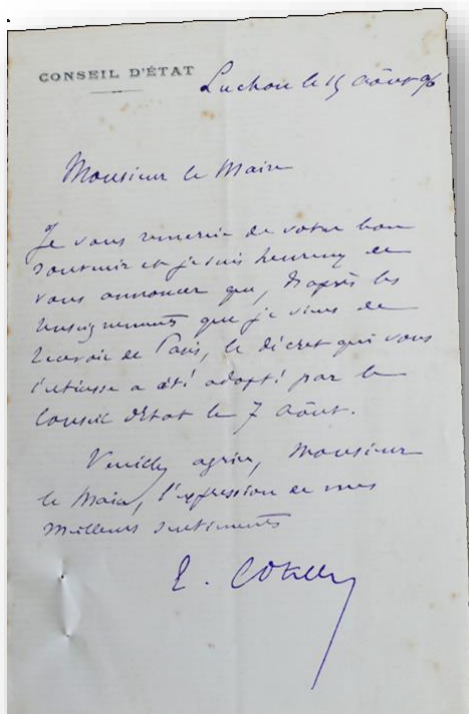 CONSEIL D'ÉTAT
Luchon le 15 Août 96
Monsieur le Maire
Je vous remercie de votre bon
souvenir et je suis heureux de
vous annoncer que, d'après les
renseignements que je viens de
recevoir de Paris, le décret qui vous
intéresse a été adopté par le
Conseil d'Etat le 7 Août.
Veuillez agréer, Monsieur
le Maire, l'expression de mes
meilleurs sentiments
E.